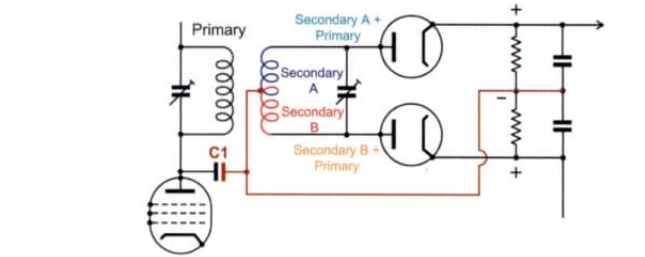 Primary
Secondary A +
Primary
Secondary
A
Secondary
B
Secondary B +
Primary
C1
+
−
+